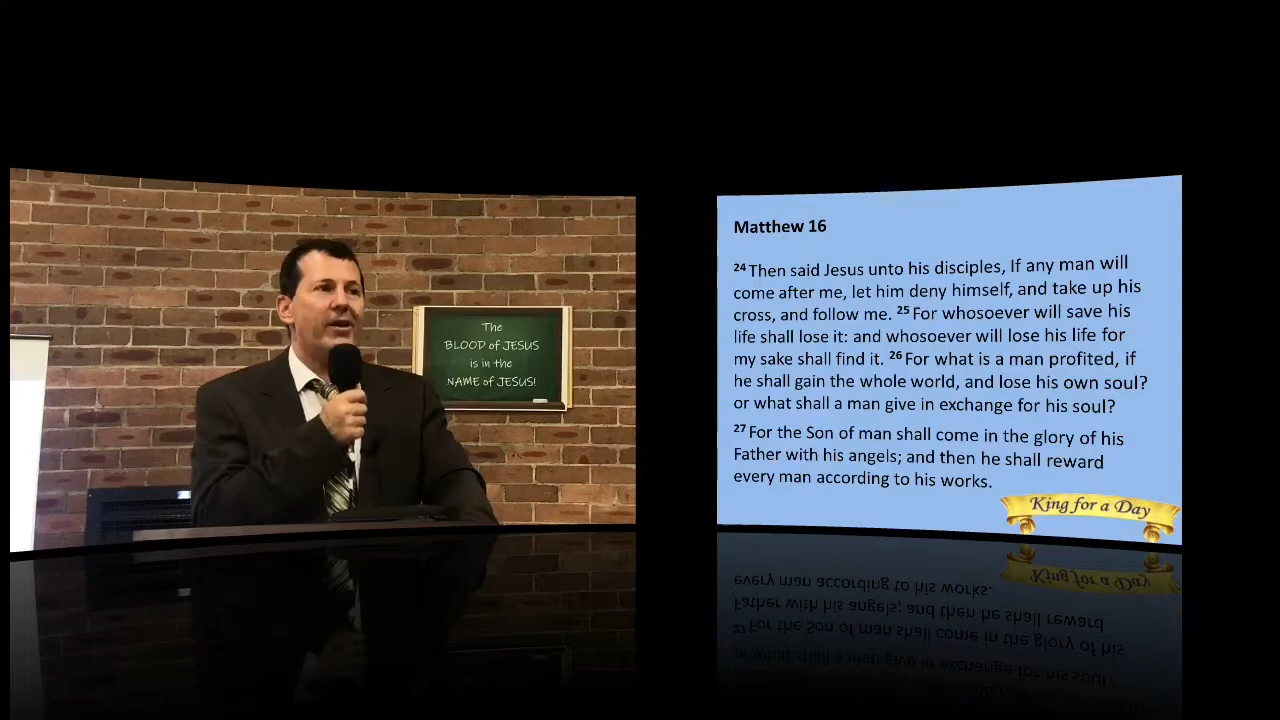 The
BLOOD of JESUS
is in the
NAME of JESUS!
Matthew 16
24 Then said Jesus unto his disciples, If any man will
come after me, let him deny himself, and take up his
cross, and follow me. 25 For whosoever will save his
life shall lose it: and whosoever will lose his life for
my sake shall find it. 26 For what is a man profited, if
he shall gain the whole world, and lose his own soul?
or what shall a man give in exchange for his soul?
27 For the Son of man shall come in the glory of his
Father with his angels; and then he shall reward
every man according to his works.
King for a Day